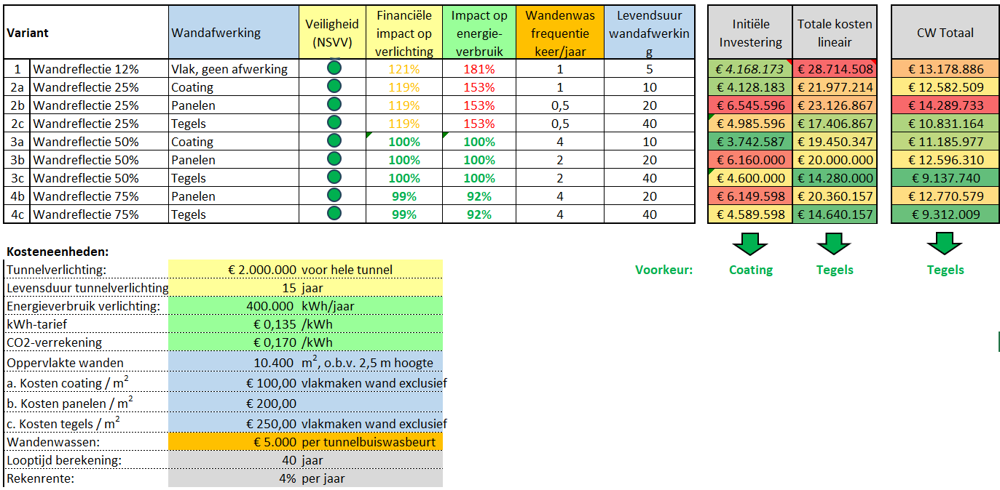 Variant Wandafwerking Veiligheid (NSVV) Financiële impact op verlichting Impact op energie-verbruik Wandenwas frequentie keer/jaar Levendsuur wandafwerking Initiële Investering Totale kosten lineair CW Totaal
1 Wandreflectie 12% Vlak, geen afwerking 121% 181% 1 5 € 4.168.173 € 28.714.508 € 13.178.886
2a Wandreflectie 25% Coating 119% 153% 1 10 € 4.128.183 € 21.977.214 € 12.582.509
2b Wandreflectie 25% Panelen 119% 153% 0,5 20 € 6.545.596 € 23.126.867 € 14.289.733
2c Wandreflectie 25% Tegels 119% 153% 0,5 40 € 4.985.596 € 17.406.867 € 10.831.164
3a Wandreflectie 50% Coating 100% 100% 4 10 € 3.742.587 € 19.450.347 € 11.185.977
3b Wandreflectie 50% Panelen 100% 100% 2 20 € 6.160.000 € 20.000.000 € 12.596.310
3c Wandreflectie 50% Tegels 100% 100% 2 40 € 4.600.000 € 14.280.000 € 9.137.740
4b Wandreflectie 75% Panelen 99% 92% 4 20 € 6.149.598 € 20.360.157 € 12.770.579
4c Wandreflectie 75% Tegels 99% 92% 4 40 € 4.589.598 € 14.640.157 € 9.312.009
Kosteneenheden:
Tunnelverlichting: € 2.000.000 voor hele tunnel
Voorkeur: Coating Tegels Tegels
Levensduur tunnelverlichting 15 jaar
Energieverbruik verlichting: 400.000 kWh/jaar
kWh-tarief € 0,135 /kWh
CO2-verrekening € 0,170 /kWh
Oppervlakte wanden 10.400 m², o.b.v. 2,5 m hoogte
a. Kosten coating / m² € 100,00 vlakmaken wand exclusief
b. Kosten panelen / m² € 200,00
c. Kosten tegels / m² € 250,00 vlakmaken wand exclusief
Wandenwassen: € 5.000 per tunnelbuiswasbeurt
Looptijd berekening: 40 jaar
Rekenrente: 4% per jaar